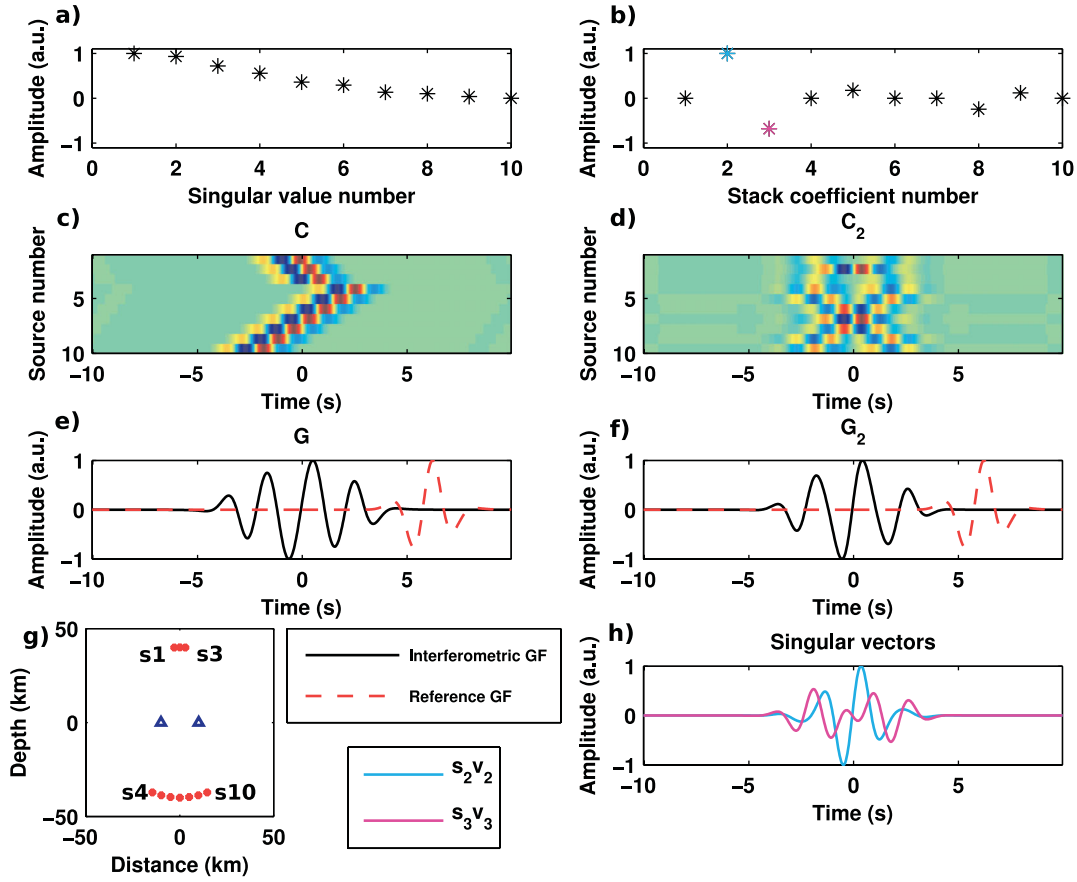 a)
Amplitude (a.u.)
1
0
−1
0 2 4 6 8 10
Singular value number
b)
Amplitude (a.u.)
1
0
−1
0 2 4 6 8 10
Stack coefficient number
c)
C
Source number
5
10
−10 −5 0 5
Time (s)
d)
C2
Source number
5
10
−10 −5 0 5
Time (s)
e)
G
Amplitude (a.u.)
1
0
−1
−10 −5 0 5
Time (s)
f)
G2
Amplitude (a.u.)
1
0
−1
−10 −5 0 5
Time (s)
g)
Depth (km)
50
0
−50
s1 s3
s4 s10
−50 0 50
Distance (km)
Interferometric GF
Reference GF
s2v2
s3v3
h)
Singular vectors
Amplitude (a.u.)
1
0
−1
−10 −5 0 5
Time (s)